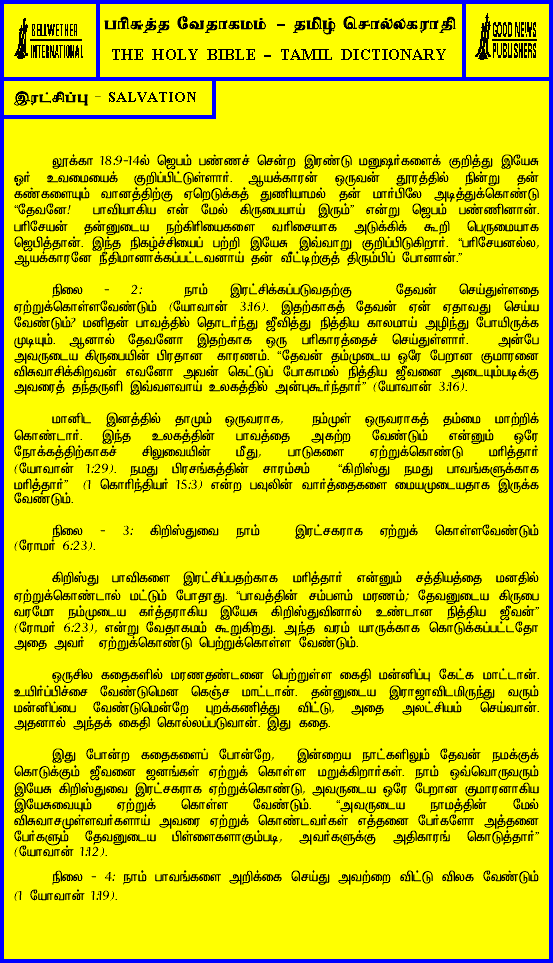 BELLWETHER
INTERNATIONAL
பரிசுத்த வேதாகமம் – தமிழ் சொல்லகராதி
THE HOLY BIBLE – TAMIL DICTIONARY
GOOD NEWS
PUBLISHERS
இரட்சிப்பு – SALVATION
லூக்கா 18:9-14ல் ஜெபம் பண்ணச் சென்ற இரண்டு மனுஷர்களைக் குறித்து இயேசு
ஓர் உவமையைக் குறிப்பிட்டுள்ளார். ஆயக்காரன் ஒருவன் தூரத்தில் நின்று தன்
கண்களையும் வானத்திற்கு ஏறெடுக்கத் துணியாமல் தன் மார்பிலே அடித்துக்கொண்டு
“தேவனே! பாவியாகிய என் மேல் கிருபையாய் இரும்” என்று ஜெபம் பண்ணினான்.
பரிசேயன் தன்னுடைய நற்கிரியைகளை வரிசையாக அடுக்கிக் கூறி பெருமையாக
ஜெபித்தான். இந்த நிகழ்ச்சியைப் பற்றி இயேசு இவ்வாறு குறிப்பிடுகிறார். “பரிசேயனல்ல,
ஆயக்காரனே நீதிமானாக்கப்பட்டவனாய் தன் வீட்டிற்குத் திரும்பிப் போனான்.”
நிலை - 2: நாம் இரட்சிக்கப்படுவதற்கு தேவன் செய்துள்ளதை
ஏற்றுக்கொள்ளவேண்டும் (யோவான் 3:16). இதற்காகத் தேவன் ஏன் ஏதாவது செய்ய
வேண்டும்? மனிதன் பாவத்தில் தொடர்ந்து ஜீவித்து நித்திய காலமாய் அழிந்து போயிருக்க
முடியும். ஆனால் தேவனோ இதற்காக ஒரு பரிகாரத்தைச் செய்துள்ளார். அன்பே
அவருடைய கிருபையின் பிரதான காரணம். “தேவன் தம்முடைய ஒரே பேறான குமாரனை
விசுவாசிக்கிறவன் எவனோ அவன் கெட்டுப் போகாமல் நித்திய ஜீவனை அடையும்படிக்கு
அவரைத் தந்தருளி இவ்வளவாய் உலகத்தில் அன்புகூர்ந்தார்” (யோவான் 3:16).
மானிட இனத்தில் தாமும் ஒருவராக, நம்முள் ஒருவராகத் தம்மை மாற்றிக்
கொண்டார். இந்த உலகத்தின் பாவத்தை அகற்ற வேண்டும் என்னும் ஒரே
நோக்கத்திற்காகச் சிலுவையின் மீது, பாடுகளை ஏற்றுக்கொண்டு மரித்தார்
(யோவான் 1:29). நமது பிரசங்கத்தின் சாரம்சம் “கிறிஸ்து நமது பாவங்களுக்காக
மரித்தார்” (1 கொரிந்தியர் 15:3) என்ற பவுலின் வார்த்தைகளை மையமுடையதாக இருக்க
வேண்டும்.
நிலை - 3: கிறிஸ்துவை நாம் இரட்சகராக ஏற்றுக் கொள்ளவேண்டும்
(ரோமர் 6:23).
கிறிஸ்து பாவிகளை இரட்சிப்பதற்காக மரித்தார் என்னும் சத்தியத்தை மனதில்
ஏற்றுக்கொண்டால் மட்டும் போதாது. “பாவத்தின் சம்பளம் மரணம்; தேவனுடைய கிருபை
வரமோ நம்முடைய கர்த்தராகிய இயேசு கிறிஸ்துவினால் உண்டான நித்திய ஜீவன்”
(ரோமர் 6:23), என்று வேதாகமம் கூறுகிறது. அந்த வரம் யாருக்காக கொடுக்கப்பட்டதோ
அதை அவர் ஏற்றுக்கொண்டு பெற்றுக்கொள்ள வேண்டும்.
ஒருசில கதைகளில் மரணதண்டனை பெற்றுள்ள கைதி மன்னிப்பு கேட்க மாட்டான்.
உயிர்ப்பிச்சை வேண்டுமென கெஞ்ச மாட்டான். தன்னுடைய இராஜாவிடமிருந்து வரும்
மன்னிப்பை வேண்டுமென்றே புறக்கணித்து விட்டு, அதை அலட்சியம் செய்வான்.
அதனால் அந்தக் கைதி கொல்லப்படுவான். இது கதை.
இது போன்ற கதைகளைப் போன்றே, இன்றைய நாட்களிலும் தேவன் நமக்குக்
கொடுக்கும் ஜீவனை ஜனங்கள் ஏற்றுக் கொள்ள மறுக்கிறார்கள். நாம் ஒவ்வொருவரும்
இயேசு கிறிஸ்துவை இரட்சகராக ஏற்றுக்கொண்டு, அவருடைய ஒரே பேறான குமாரனாகிய
இயேசுவையும் ஏற்றுக் கொள்ள வேண்டும். “அவருடைய நாமத்தின் மேல்
விசுவாசமுள்ளவர்களாய் அவரை ஏற்றுக் கொண்டவர்கள் எத்தனை பேர்களோ அத்தனை
பேர்களும் தேவனுடைய பிள்ளைகளாகும்படி, அவர்களுக்கு அதிகாரங் கொடுத்தார்”
(யோவான் 1:12).
நிலை - 4: நாம் பாவங்களை அறிக்கை செய்து அவற்றை விட்டு விலக வேண்டும்
(1 யோவான் 1:19).